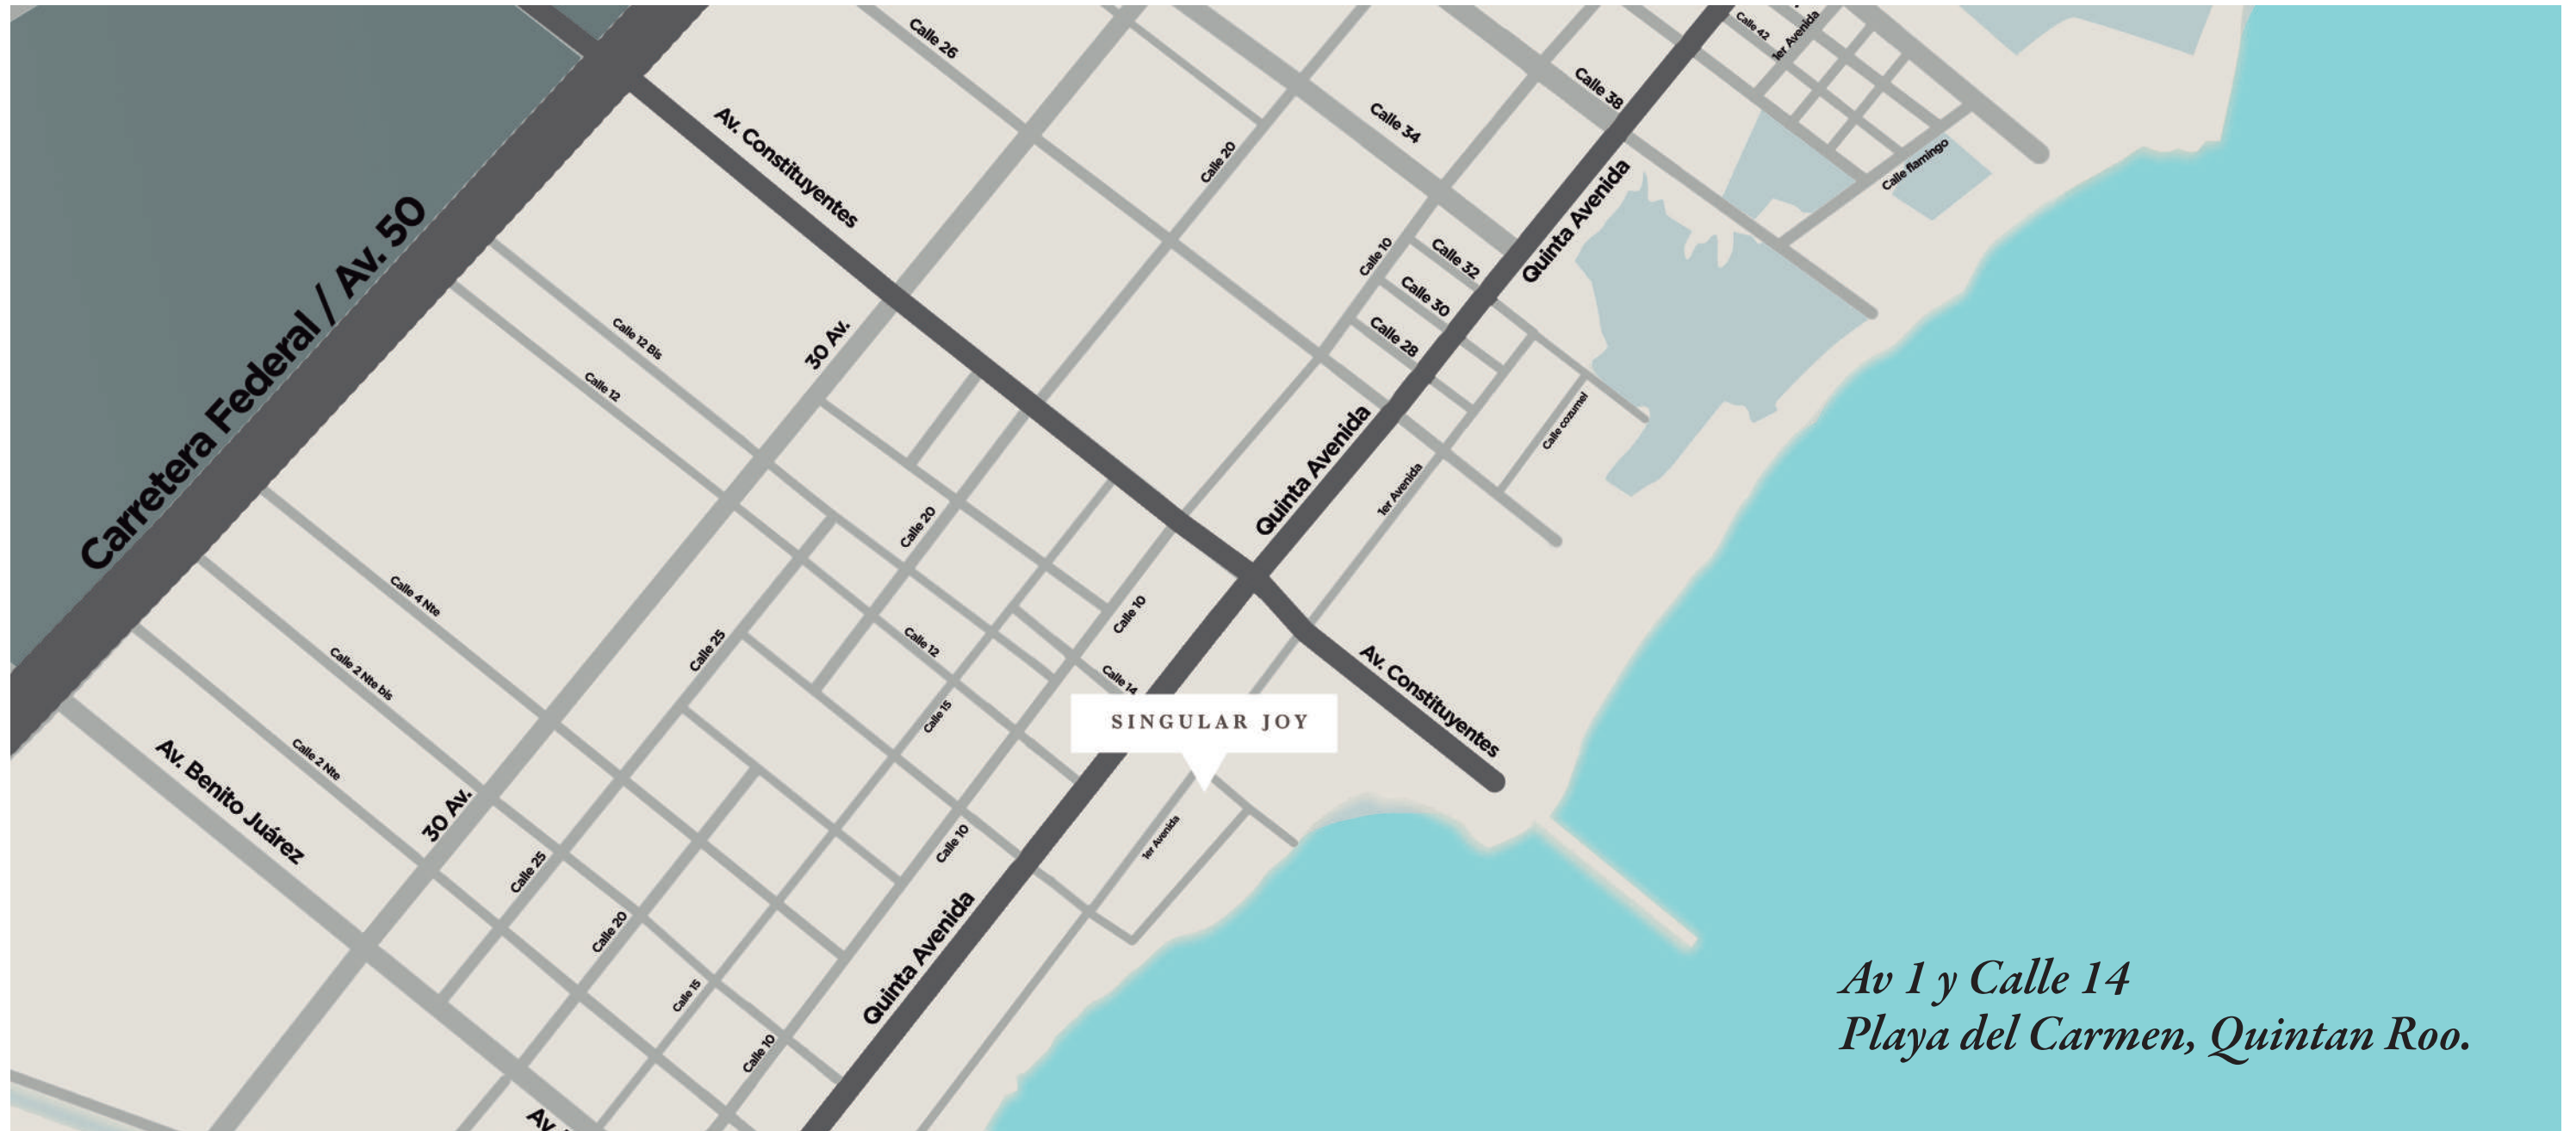 Calle 26
Calle 42
1er Avenida
Calle 38
Av. Constituyentes
Calle 34
Calle 20
Calle flamingo
Quinta Avenida
Carretera Federal / Av. 50
Calle 10
Calle 32
Calle 30
Calle 28
Calle 12 Bis
30 Av.
Calle 12
Calle cozumel
Quinta Avenida
1er Avenida
Calle 20
Calle 4 Nte
Calle 10
Calle 25
Calle 12
Calle 2 Nte bis
Calle 14
Av. Constituyentes
Calle 15
SINGULAR JOY
Av. Benito Juárez
Calle 2 Nte
30 Av.
1er Avenida
Calle 10
Calle 25
Calle 20
Quinta Avenida
Calle 15
Calle 10
Av 1 y Calle 14
Playa del Carmen, Quintan Roo.
Av.